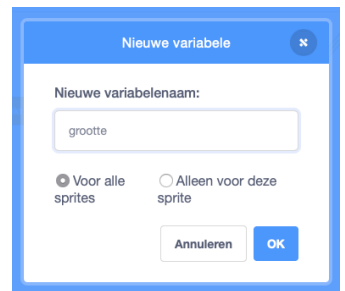 Nieuwe variabele
Nieuwe variabelenaam:
grootte
Voor alle sprites
Alleen voor deze sprite
Annuleren
OK